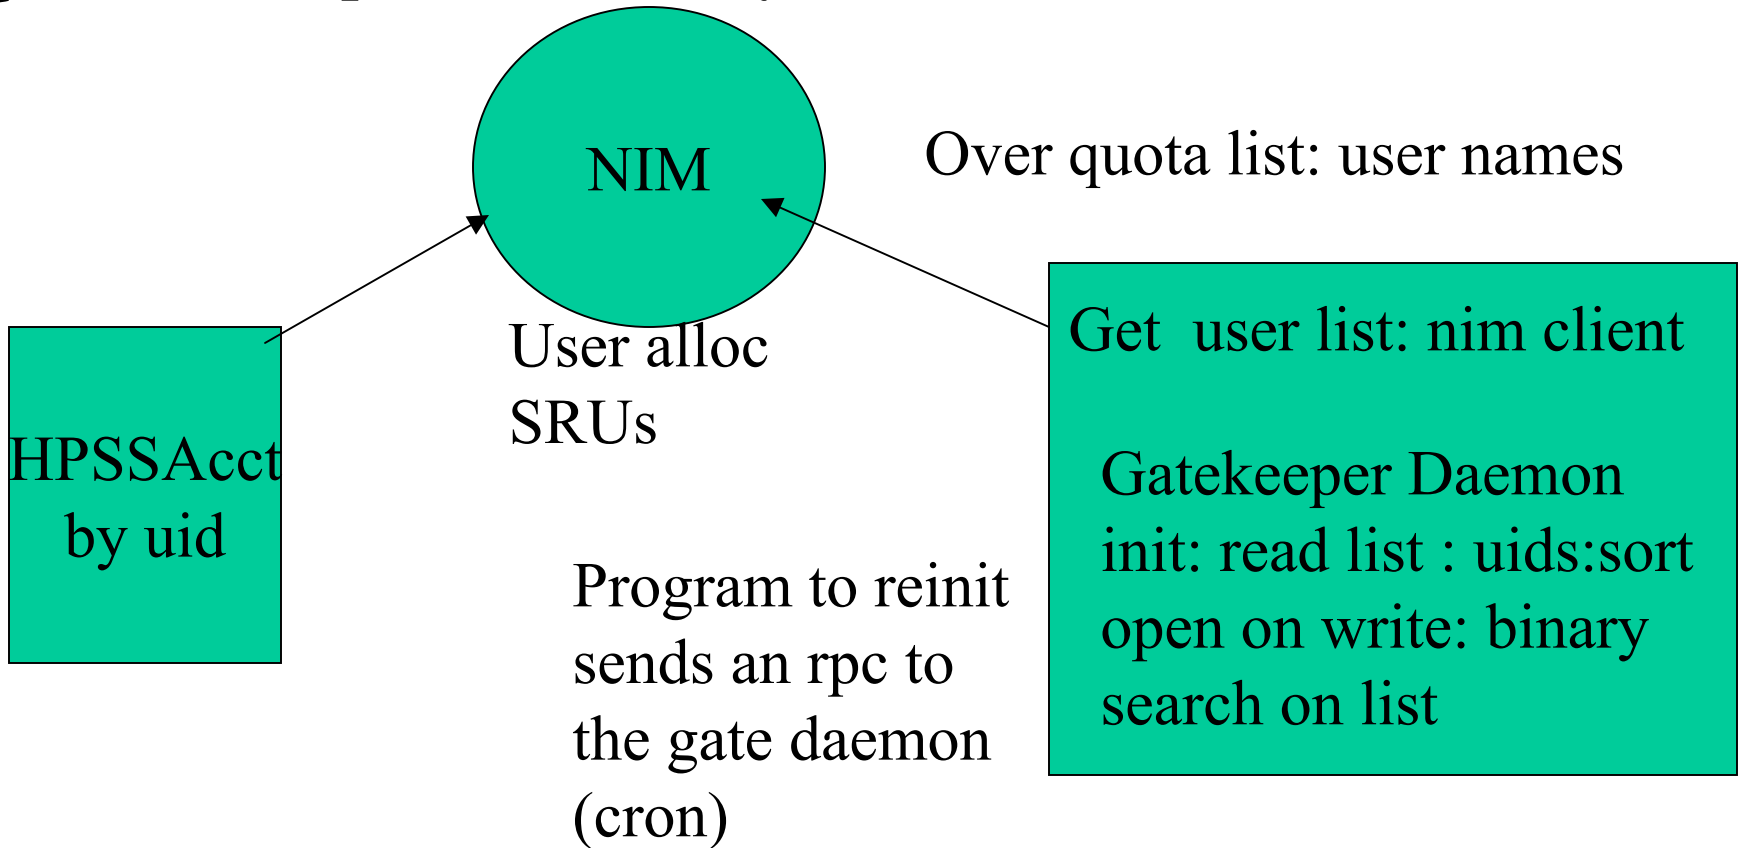 NIM
Over quota list: user names
HPSSAcct
by uid
User alloc
SRUs
Get  user list: nim client
Gatekeeper Daemon
init: read list : uids:sort
open on write: binary
search on list
Program to reinit
sends an rpc to
the gate daemon
(cron)